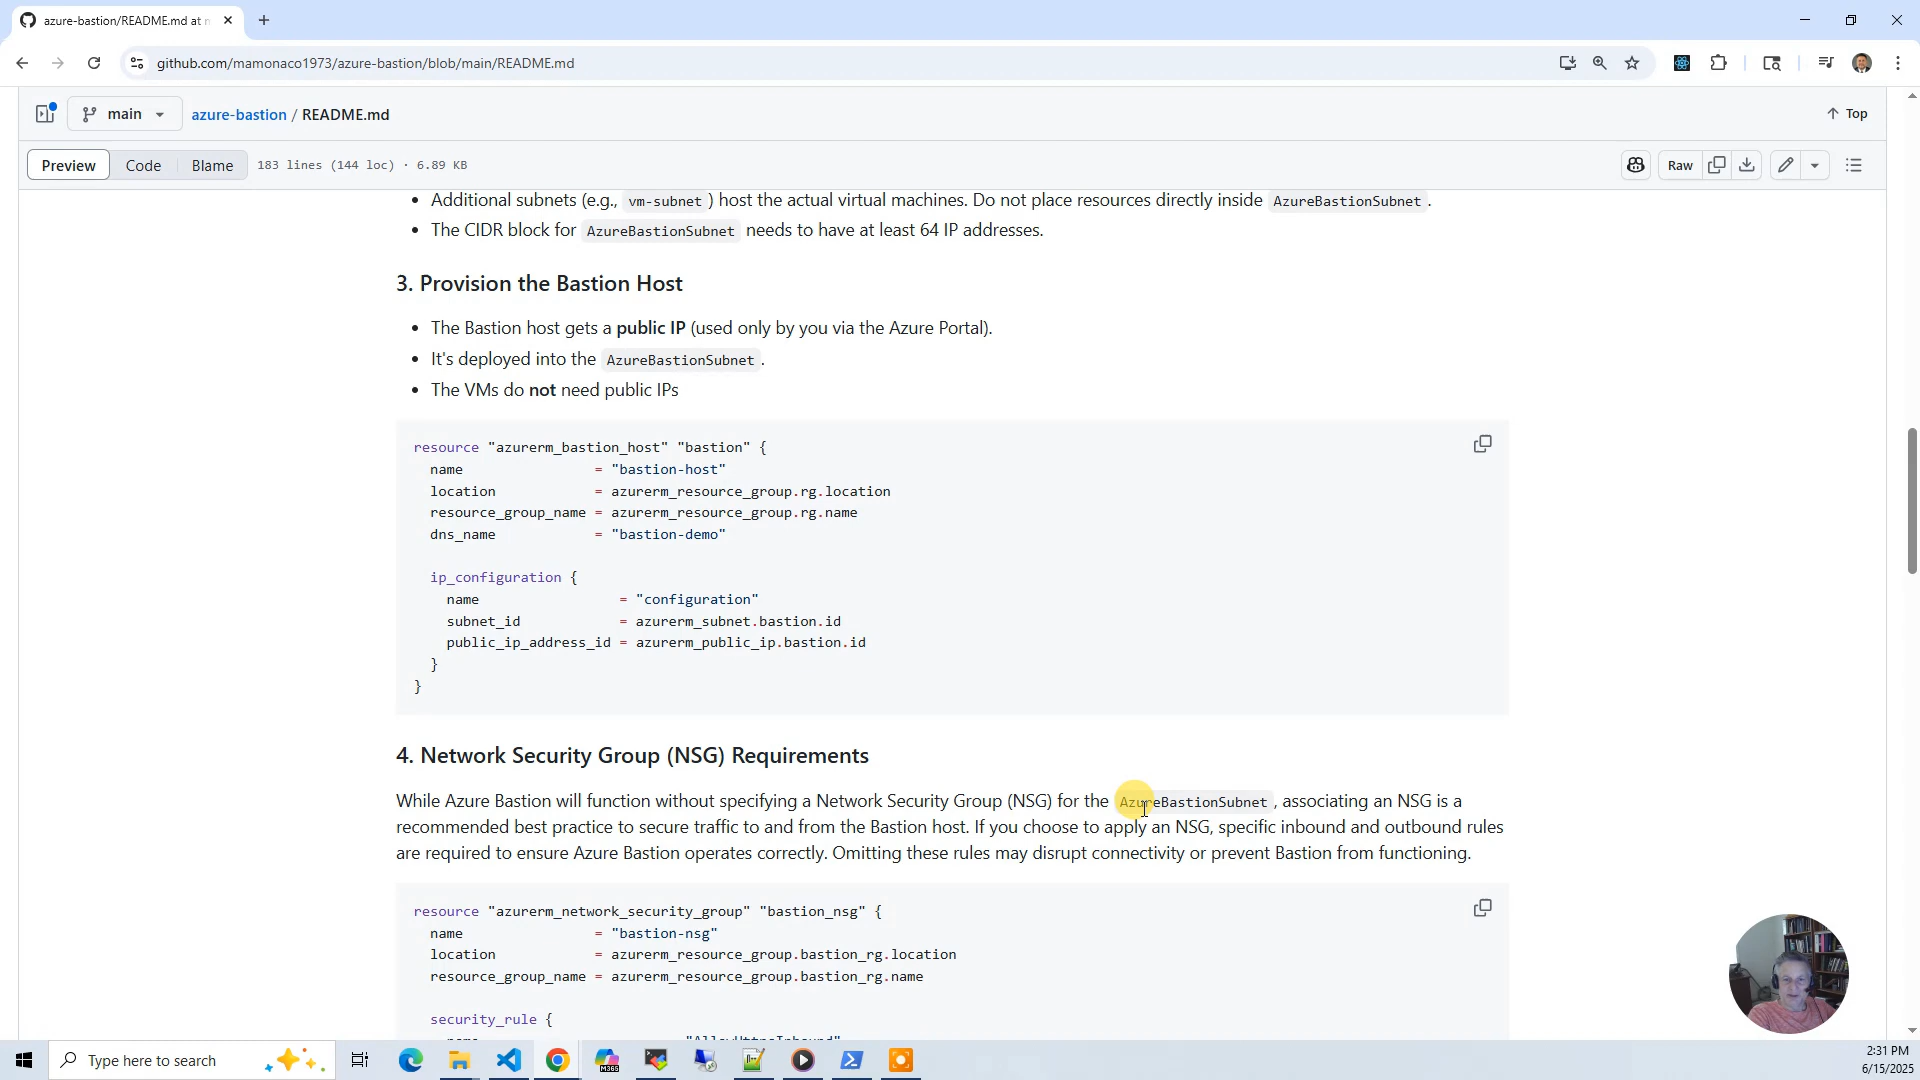 azure-bastion/README.md at
github.com/mamonaco1973/azure-bastion/blob/main/README.md
main azure-bastion / README.md Top
Preview Code Blame 183 lines (144 loc) · 6.89 KB Raw
• Additional subnets (e.g., vm-subnet ) host the actual virtual machines. Do not place resources directly inside AzureBastionSubnet .
• The CIDR block for AzureBastionSubnet needs to have at least 64 IP addresses.
3. Provision the Bastion Host
• The Bastion host gets a public IP (used only by you via the Azure Portal).
• It's deployed into the AzureBastionSubnet .
• The VMs do not need public IPs
resource "azurerm_bastion_host" "bastion" {
name = "bastion-host"
location = azurerm_resource_group.rg.location
resource_group_name = azurerm_resource_group.rg.name
dns_name = "bastion-demo"
ip_configuration {
name = "configuration"
subnet_id = azurerm_subnet.bastion.id
public_ip_address_id = azurerm_public_ip.bastion.id
}
}
4. Network Security Group (NSG) Requirements
While Azure Bastion will function without specifying a Network Security Group (NSG) for the AzureBastionSubnet , associating an NSG is a
recommended best practice to secure traffic to and from the Bastion host. If you choose to apply an NSG, specific inbound and outbound rules
are required to ensure Azure Bastion operates correctly. Omitting these rules may disrupt connectivity or prevent Bastion from functioning.
resource "azurerm_network_security_group" "bastion_nsg" {
name = "bastion-nsg"
location = azurerm_resource_group.bastion_rg.location
resource_group_name = azurerm_resource_group.bastion_rg.name
security_rule {
Type here to search
M365
2:31 PM
6/15/2025